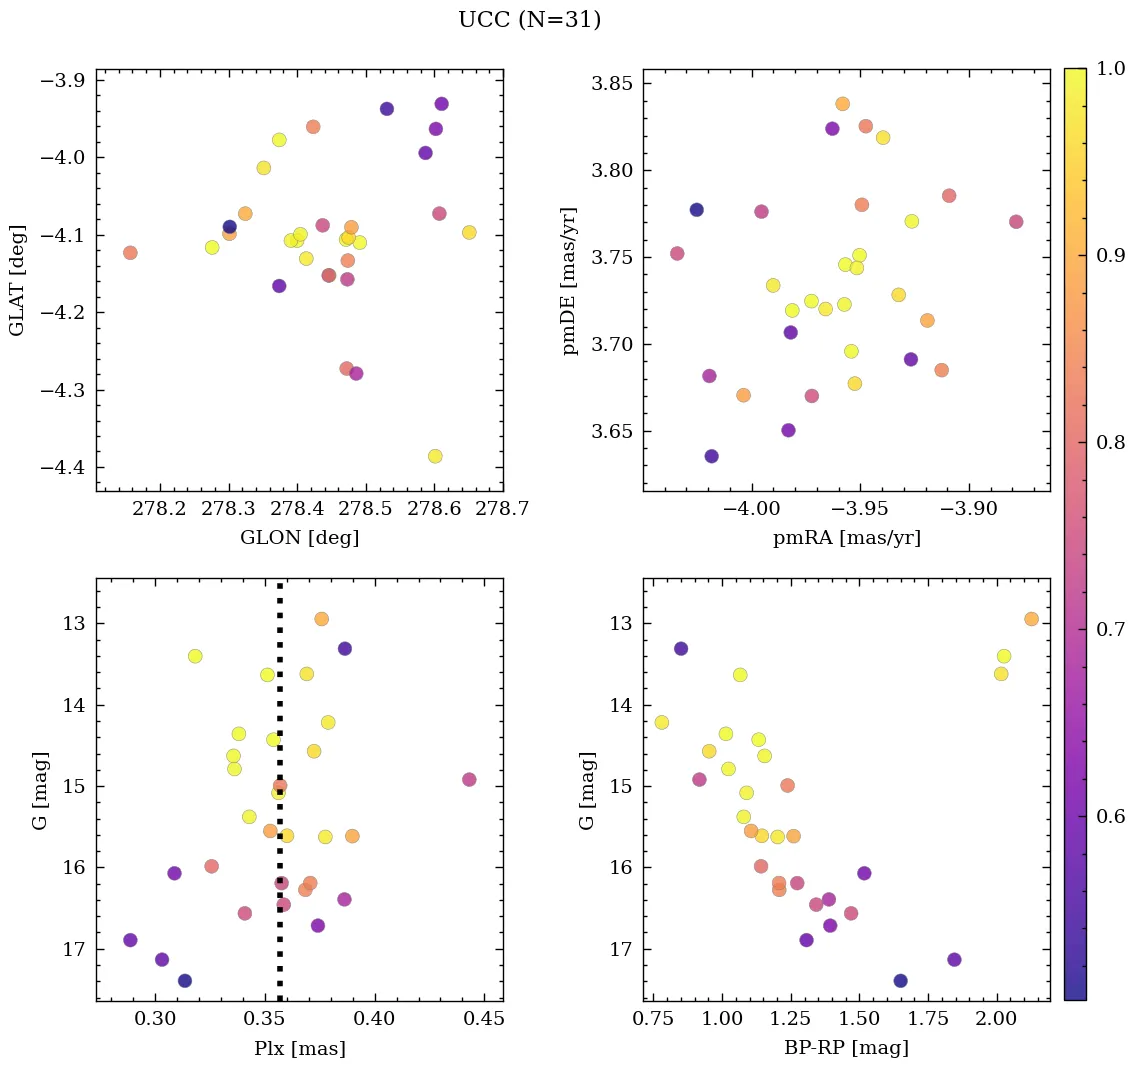 UCC (N=31)
−3.9
−4.0
−4.1
−4.2
−4.3
−4.4
GLAT [deg]
278.2 278.3 278.4 278.5 278.6 278.7
GLON [deg]
3.85
3.80
3.75
3.70
3.65
pmDE [mas/yr]
−4.00 −3.95 −3.90
pmRA [mas/yr]
1.0
0.9
0.8
0.7
0.6
13
14
15
16
17
G [mag]
0.30 0.35 0.40 0.45
Plx [mas]
13
14
15
16
17
G [mag]
0.75 1.00 1.25 1.50 1.75 2.00
BP-RP [mag]